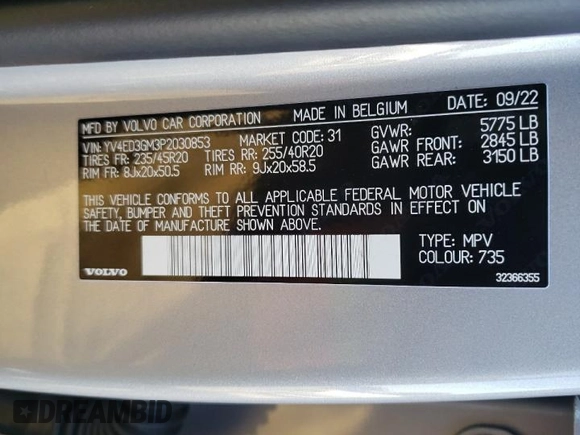 MFD BY VOLVO CAR CORPORATION MADE IN BELGIUM DATE: 09/22
VIN: YV4ED3GM3P2030853 MARKET CODE: 31 GVWR: 5775 LB
TIRES FR: 235/45R20 TIRES RR: 255/40R20 GAWR FRONT: 2845 LB
RIM FR: 8Jx20x50.5 RIM RR: 9Jx20x58.5 GAWR REAR: 3150 LB
THIS VEHICLE CONFORMS TO ALL APPLICABLE FEDERAL MOTOR VEHICLE
SAFETY, BUMPER AND THEFT PREVENTION STANDARDS IN EFFECT ON
THE DATE OF MANUFACTURE SHOWN ABOVE.
TYPE: MPV
COLOUR: 735
VOLVO
32366355
DREAMBID